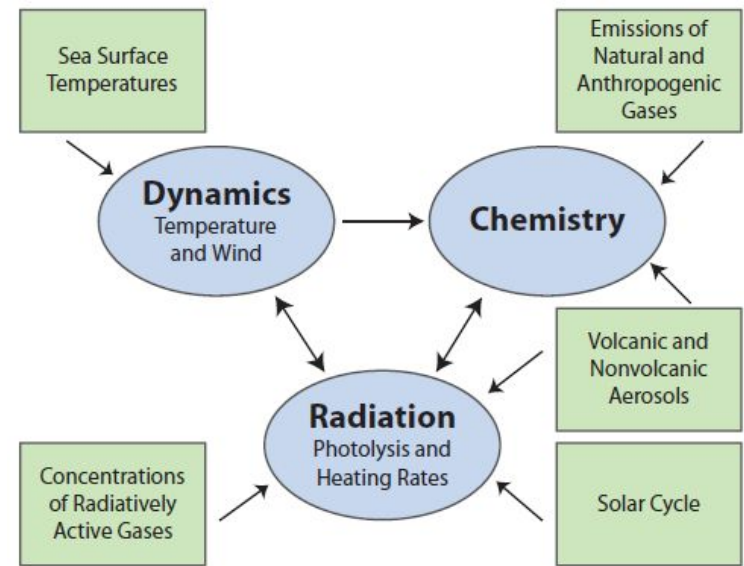 Sea Surface
Temperatures
Emissions of
Natural and
Anthropogenic
Gases
Dynamics
Temperature
and Wind
Chemistry
Volcanic and
Nonvolcanic
Aerosols
Radiation
Photolysis and
Heating Rates
Concentrations
of Radiatively
Active Gases
Solar Cycle